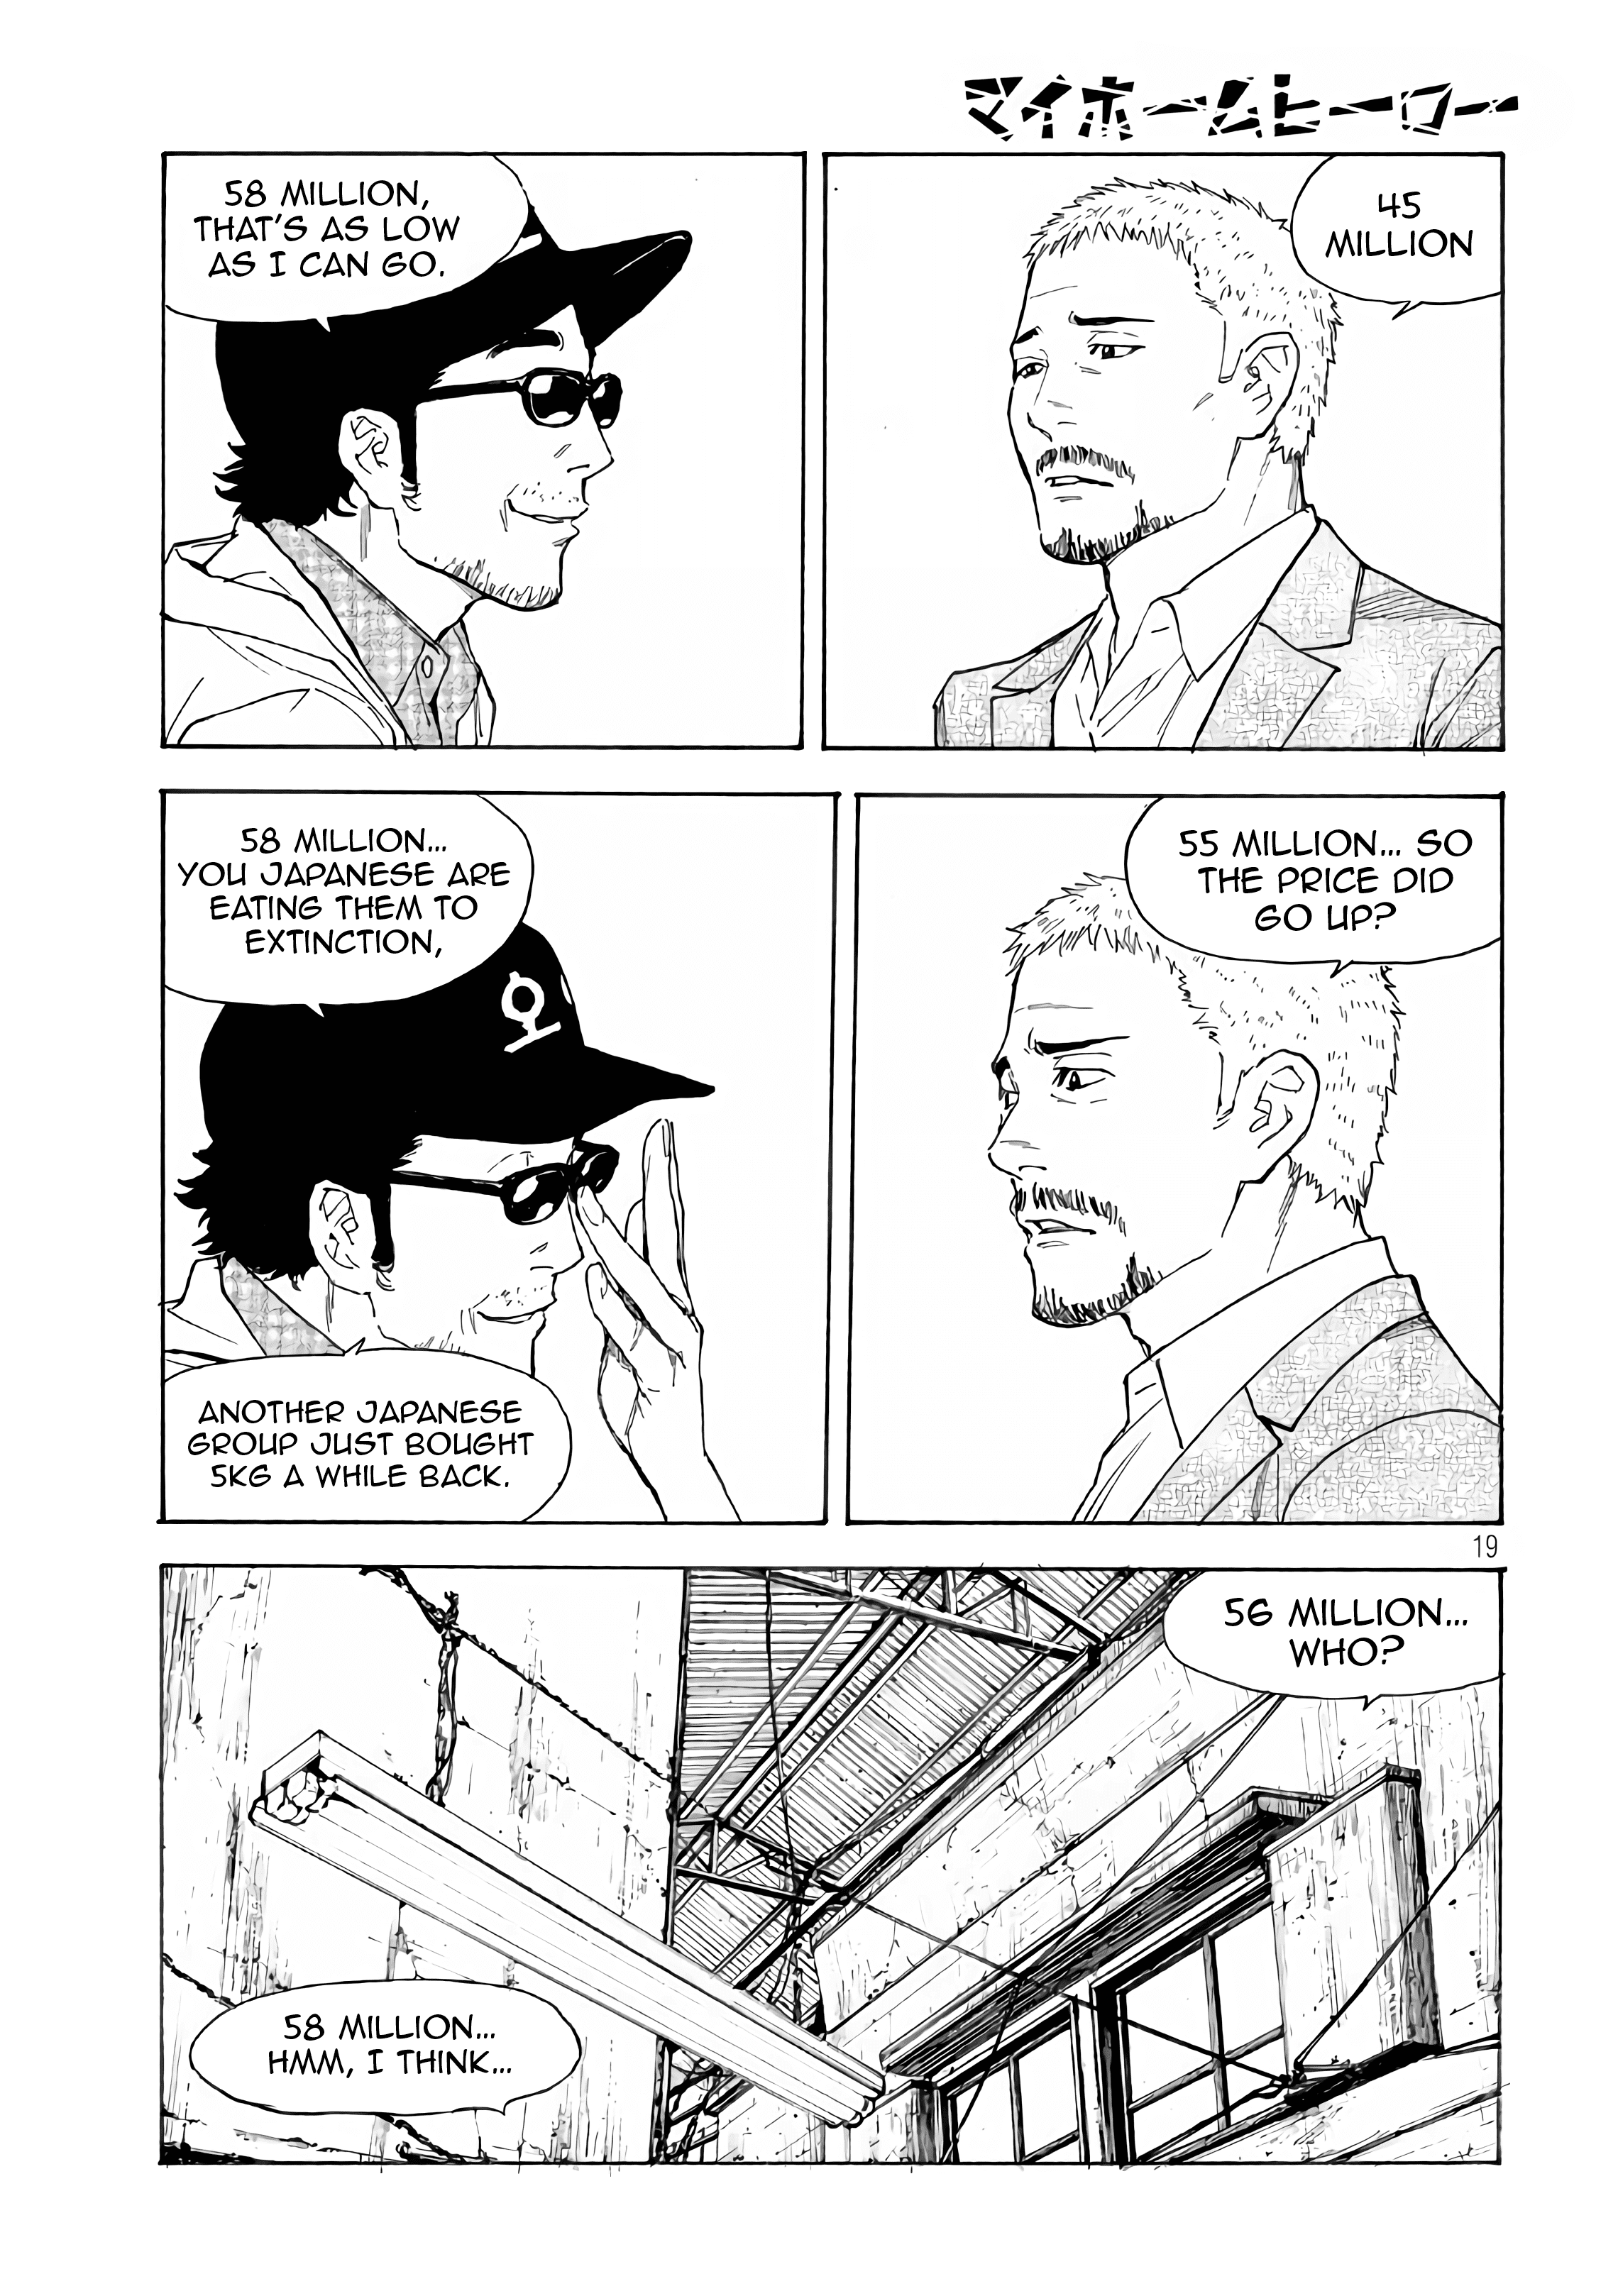 マイホームヒーロー
45
MILLION
58 MILLION,
THAT'S AS LOW
AS I CAN GO.
55 MILLION... SO
THE PRICE DID
GO UP?
58 MILLION...
YOU JAPANESE ARE
EATING THEM TO
EXTINCTION,
ANOTHER JAPANESE
GROUP JUST BOUGHT
5KG A WHILE BACK.
19
56 MILLION...
WHO?
58 MILLION...
HMM, I THINK...